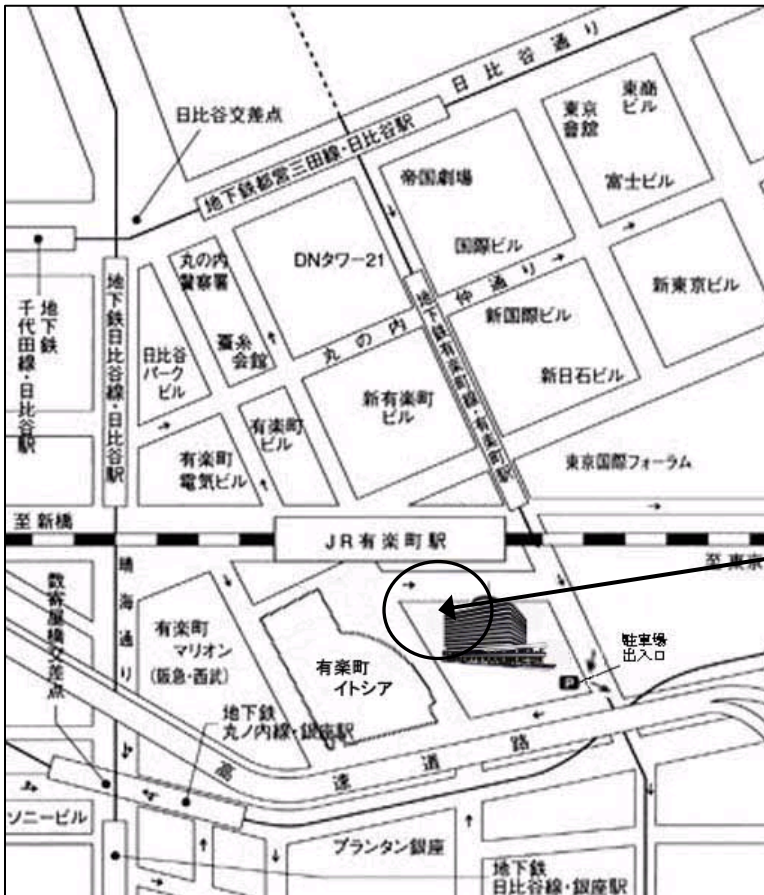 日比谷通り
日比谷交差点
地下鉄都営三田線・日比谷駅
東商
ビル
東京
會館
富士ビル
帝国劇場
国際ビル
丸の内
警察署
DNタワー21
丸の内仲通り
新国際ビル
新東京ビル
新日石ビル
地下鉄
千代田線・日比谷駅
地下鉄日比谷線・日比谷駅
日比谷
パーク
ビル
蚕糸
会館
新有楽町
ビル
地下鉄有楽町線・有楽町駅
有楽町
ビル
有楽町
電気ビル
東京国際フォーラム
至 新橋
JR有楽町駅
至 東京
数寄屋橋交差点
晴海通り
有楽町
マリオン
(阪急・西武)
有楽町
イトシア
駐車場
出入口
P
地下鉄
丸ノ内線・銀座駅
高速道路
ソニービル
プランタン銀座
地下鉄
日比谷線・銀座駅